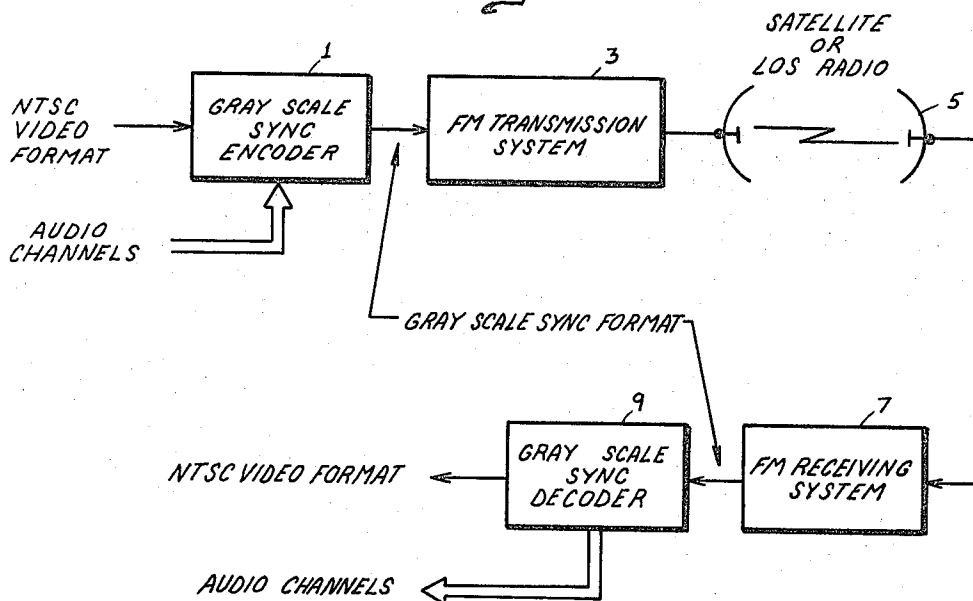 SATELLITE
OR
LOS RADIO
1
3
5
NTSC
VIDEO
FORMAT
GRAY SCALE
SYNC
ENCODER
FM TRANSMISSION
SYSTEM
AUDIO
CHANNELS
GRAY SCALE SYNC FORMAT
9
7
NTSC VIDEO FORMAT
GRAY SCALE
SYNC
DECODER
FM RECEIVING
SYSTEM
AUDIO CHANNELS